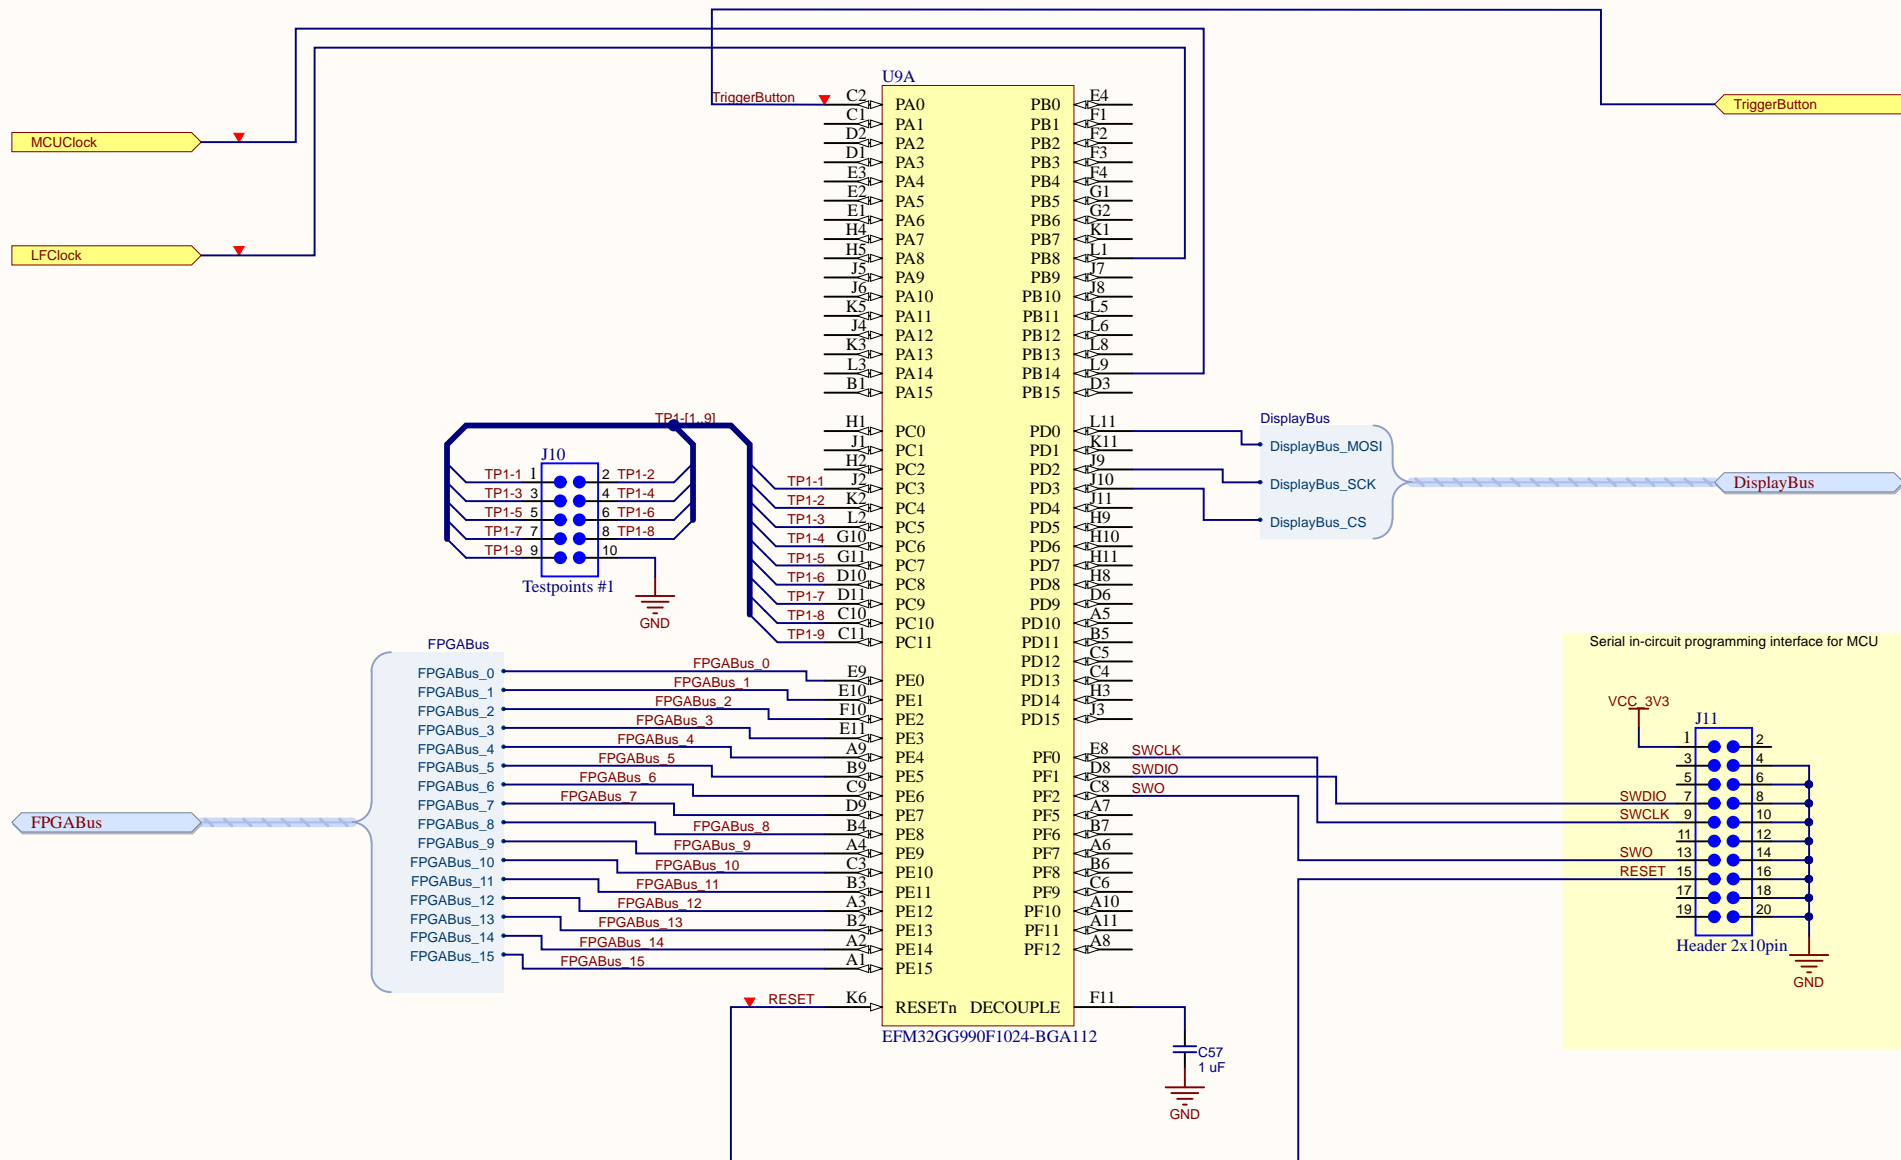 U9A
TriggerButton
TriggerButton
MCUClock
LFClock
C2 PA0 PB0 E4
C1 PA1 PB1 F1
D2 PA2 PB2 F2
D1 PA3 PB3 F3
E3 PA4 PB4 F4
E2 PA5 PB5 G1
E1 PA6 PB6 G2
H4 PA7 PB7 K1
H5 PA8 PB8 L1
J5 PA9 PB9 J7
J6 PA10 PB10 J8
K5 PA11 PB11 L5
J4 PA12 PB12 L6
K3 PA13 PB13 L8
L3 PA14 PB14 L9
B1 PA15 PB15 D3
H1 PC0 PD0 L11
J1 PC1 PD1 K11
H2 PC2 PD2 J9
TP1-1 J2 PC3 PD3 J10
TP1-2 K2 PC4 PD4 J11
TP1-3 L2 PC5 PD5 H9
TP1-4 G10 PC6 PD6 H10
TP1-5 G11 PC7 PD7 H11
TP1-6 D10 PC8 PD8 H8
TP1-7 D11 PC9 PD9 D6
TP1-8 C10 PC10 PD10 A5
TP1-9 C11 PC11 PD11 B5
PD12 C5
E9 PE0 PD13 C4
E10 PE1 PD14 H3
F10 PE2 PD15 J3
E11 PE3
A9 PE4 PF0 E8 SWCLK
B9 PE5 PF1 D8 SWDIO
C9 PE6 PF2 C8 SWO
D9 PE7 PF5 A7
B4 PE8 PF6 B7
A4 PE9 PF7 A6
C3 PE10 PF8 B6
B3 PE11 PF9 C6
A3 PE12 PF10 A10
B2 PE13 PF11 A11
A2 PE14 PF12 A8
A1 PE15
RESET K6 RESETn DECOUPLE F11
EFM32GG990F1024-BGA112
C57
1 uF
GND
TP1-[1..9]
J10
TP1-1 1 2 TP1-2
TP1-3 3 4 TP1-4
TP1-5 5 6 TP1-6
TP1-7 7 8 TP1-8
TP1-9 9 10
Testpoints #1
GND
DisplayBus
DisplayBus_MOSI
DisplayBus_SCK
DisplayBus_CS
DisplayBus
FPGABus
FPGABus
FPGABus_0 FPGABus_0
FPGABus_1 FPGABus_1
FPGABus_2 FPGABus_2
FPGABus_3 FPGABus_3
FPGABus_4 FPGABus_4
FPGABus_5 FPGABus_5
FPGABus_6 FPGABus_6
FPGABus_7 FPGABus_7
FPGABus_8 FPGABus_8
FPGABus_9 FPGABus_9
FPGABus_10 FPGABus_10
FPGABus_11 FPGABus_11
FPGABus_12 FPGABus_12
FPGABus_13 FPGABus_13
FPGABus_14 FPGABus_14
FPGABus_15 FPGABus_15
Serial in-circuit programming interface for MCU
VCC_3V3
J11
1 2
3 4
5 6
SWDIO 7 8
SWCLK 9 10
11 12
SWO 13 14
RESET 15 16
17 18
19 20
Header 2x10pin
GND